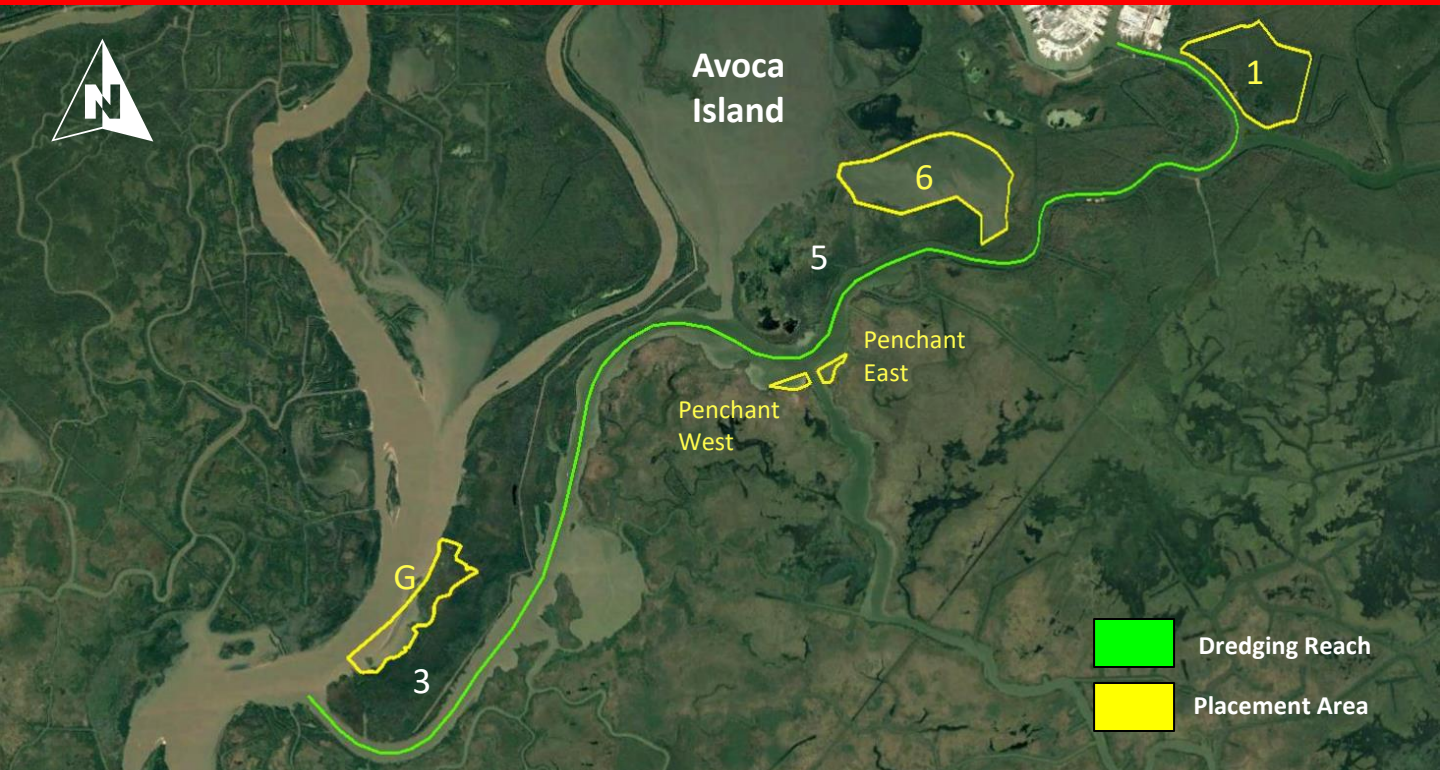 N
Avoca
Island
1
6
5
Penchant
East
Penchant
West
G
3
Dredging Reach
Placement Area